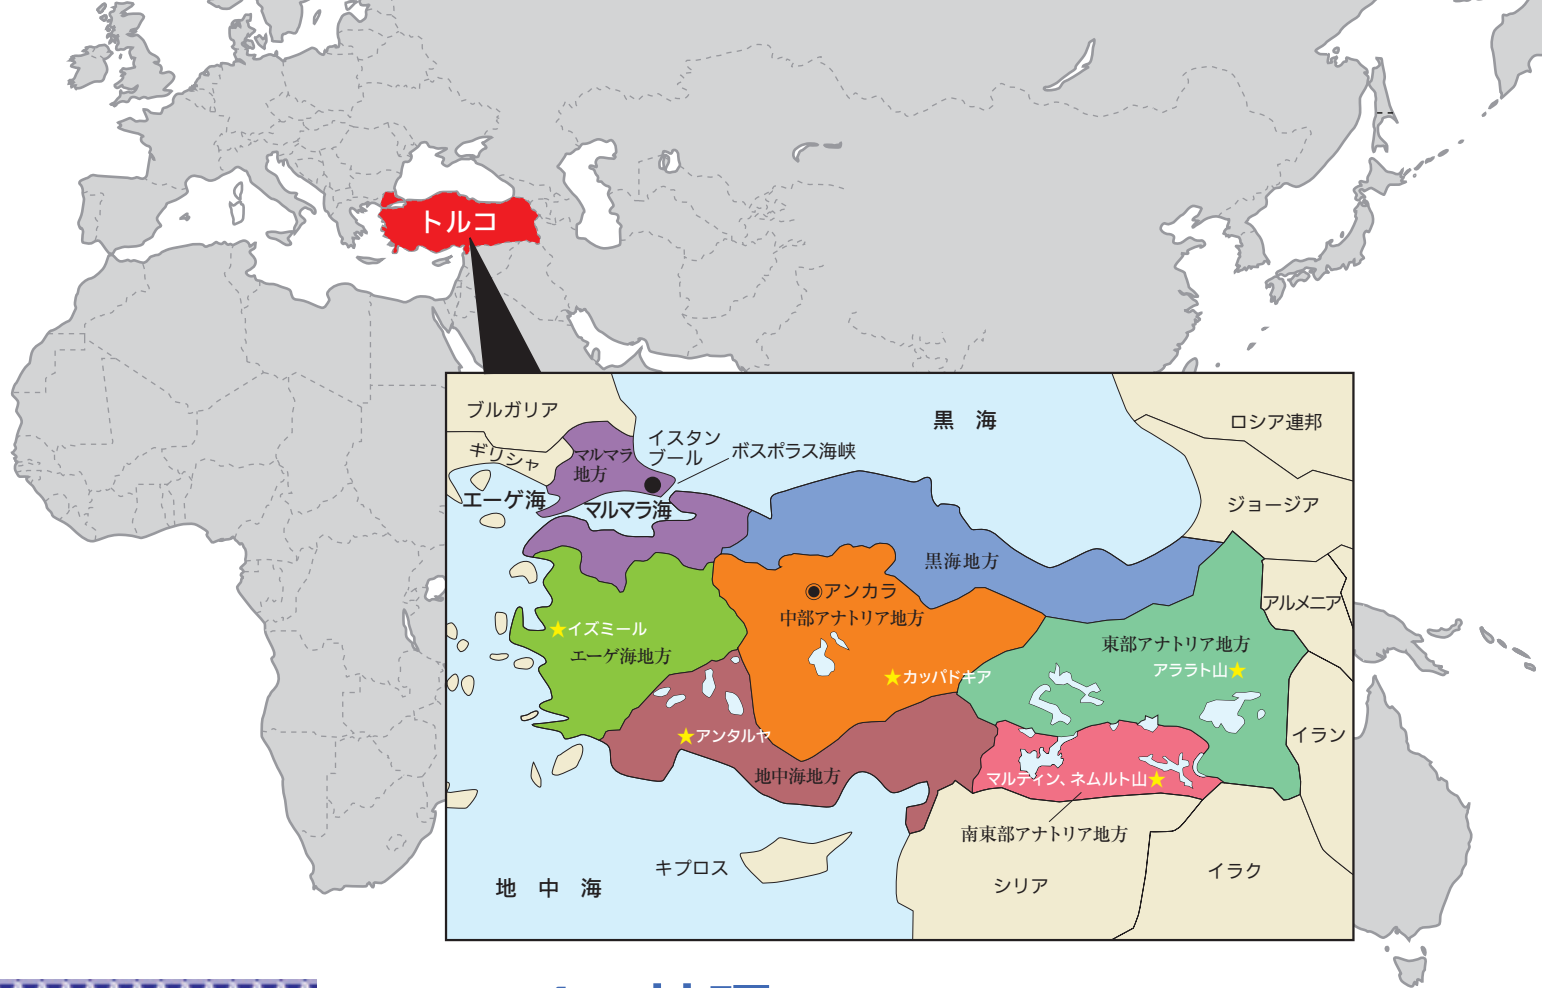 トルコ
ブルガリア
ギリシャ
マルマラ
地方
イスタン
ブール
ボスポラス海峡
黒 海
ロシア連邦
エーゲ海
マルマラ海
ジョージア
黒海地方
アンカラ
中部アナトリア地方
アルメニア
イズミール
エーゲ海地方
東部アナトリア地方
アララト山
カッパドキア
アンタルヤ
イラン
地中海地方
マルディン、ネムルト山
南東部アナトリア地方
キプロス
地 中 海
シリア
イラク